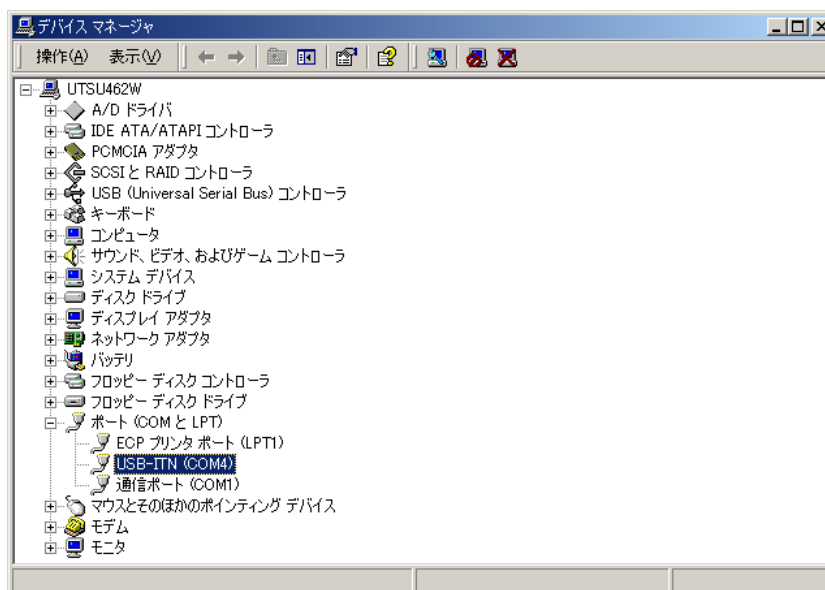 デバイス マネージャ
操作(A) 表示(V)
UTSU462W
A/D ドライバ
IDE ATA/ATAPI コントローラ
PCMCIA アダプタ
SCSI と RAID コントローラ
USB (Universal Serial Bus) コントローラ
キーボード
コンピュータ
サウンド、ビデオ、およびゲーム コントローラ
システム デバイス
ディスク ドライブ
ディスプレイ アダプタ
ネットワーク アダプタ
バッテリ
フロッピー ディスク コントローラ
フロッピー ディスク ドライブ
ポート (COM と LPT)
ECP プリンタ ポート (LPT1)
USB-ITN (COM4)
通信ポート (COM1)
マウスとそのほかのポインティング デバイス
モデム
モニタ